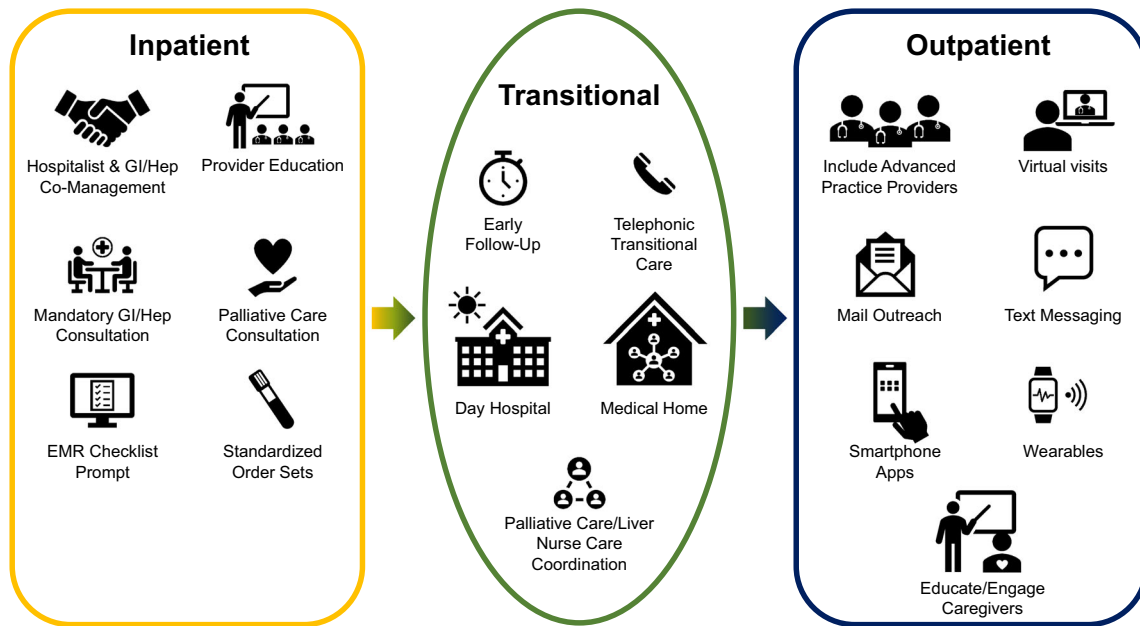 Inpatient
Hospitalist & GI/Hep
Co-Management
Provider Education
Mandatory GI/Hep
Consultation
Palliative Care
Consultation
EMR Checklist
Prompt
Standardized
Order Sets
Transitional
Early
Follow-Up
Telephonic
Transitional
Care
Day Hospital
Medical Home
Palliative Care/Liver
Nurse Care
Coordination
Outpatient
Include Advanced
Practice Providers
Virtual visits
Mail Outreach
Text Messaging
Smartphone
Apps
Wearables
Educate/Engage
Caregivers